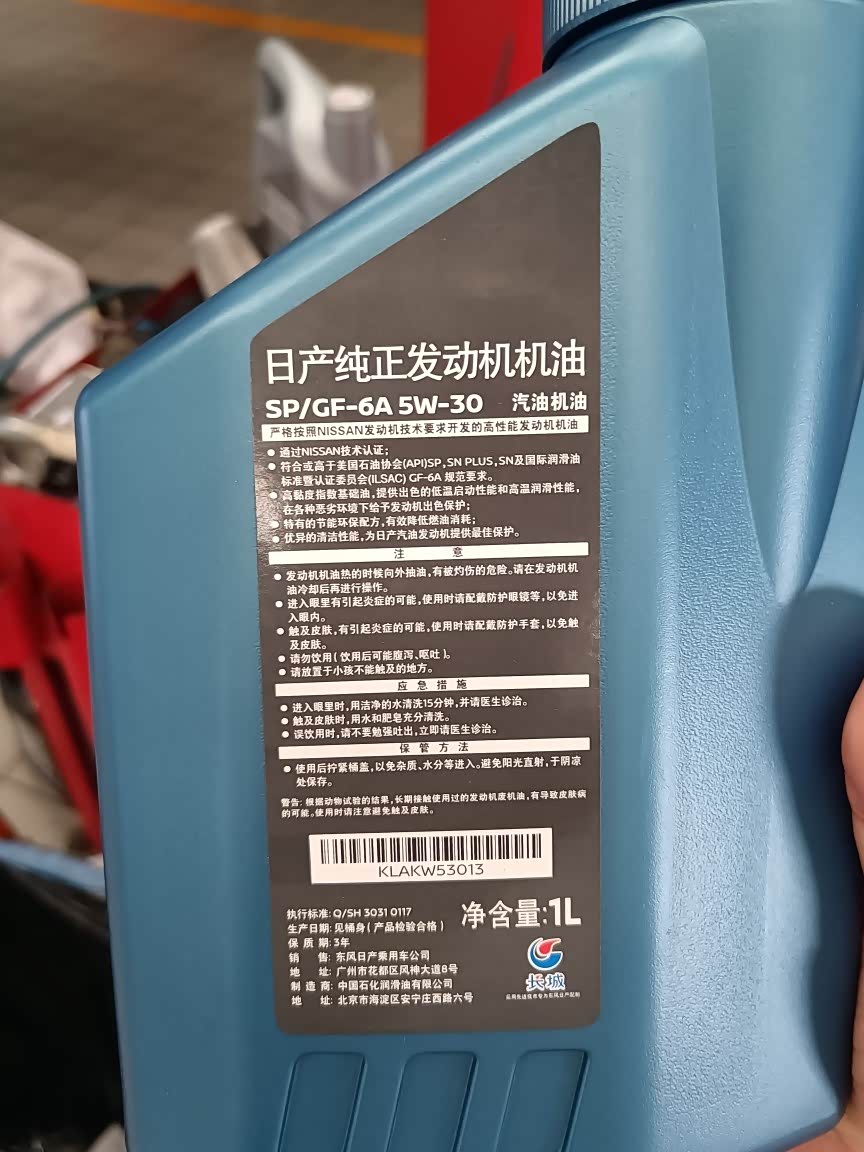 日产纯正发动机机油
SP/GF-6A 5W-30 汽油机油
严格按照NISSAN发动机技术要求开发的高性能发动机机油
● 通过NISSAN技术认证；
● 符合或高于美国石油协会(API)SP,SN PLUS,SN及国际润滑油
标准暨认证委员会(ILSAC) GF-6A 规范要求。
● 高黏度指数基础油，提供出色的低温启动性能和高温润滑性能，
在各种恶劣环境下给予发动机出色保护；
● 特有的节能环保配方，有效降低燃油消耗；
● 优异的清洁性能，为日产汽油发动机提供最佳保护。
注 意
● 发动机机油热的时候向外抽油，有被灼伤的危险。请在发动机机
油冷却后再进行操作。
● 进入眼里有引起炎症的可能，使用时请配戴防护眼镜等，以免进
入眼内。
● 触及皮肤，有引起炎症的可能，使用时请配戴防护手套，以免触
及皮肤。
● 请勿饮用(饮用后可能腹泻、呕吐)。
● 请放置于小孩不能触及的地方。
应 急 措 施
● 进入眼里时，用洁净的水清洗15分钟，并请医生诊治。
● 触及皮肤时，用水和肥皂充分清洗。
● 误饮用时，请不要勉强吐出，立即请医生诊治。
保 管 方 法
● 使用后拧紧桶盖，以免杂质、水分等进入。避免阳光直射，于阴凉
处保存。
警告：根据动物试验的结果，长期接触使用过的发动机废机油，有导致皮肤病
的可能。使用时请注意避免触及皮肤。
KLAKW53013
执行标准：Q/SH 3031 0117
净含量：1L
生产日期：见桶身(产品检验合格)
保 质 期：3年
销 售：东风日产乘用车公司
地 址：广州市花都区风神大道8号
制 造 商：中国石化润滑油有限公司
地 址：北京市海淀区安宁庄西路六号
长城